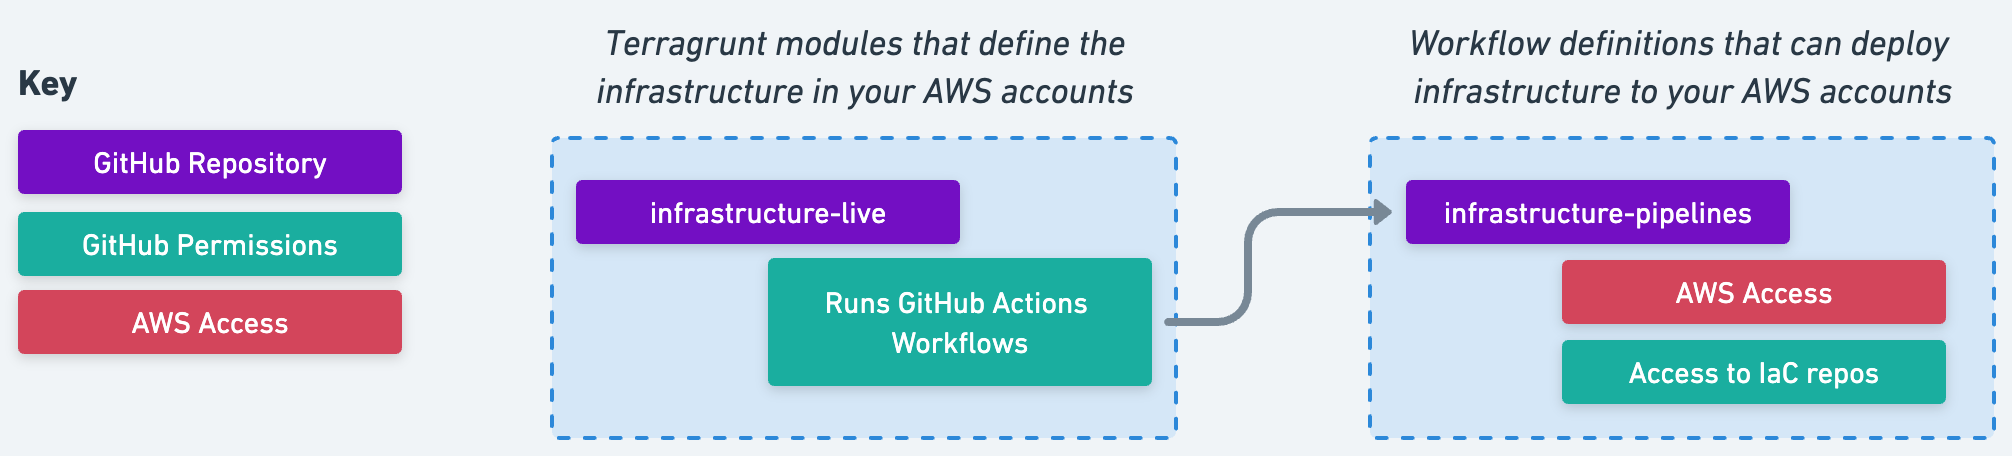 Key
GitHub Repository
GitHub Permissions
AWS Access
Terragrunt modules that define the
infrastructure in your AWS accounts
infrastructure-live
Runs GitHub Actions
Workflows
Workflow definitions that can deploy
infrastructure to your AWS accounts
infrastructure-pipelines
AWS Access
Access to IaC repos